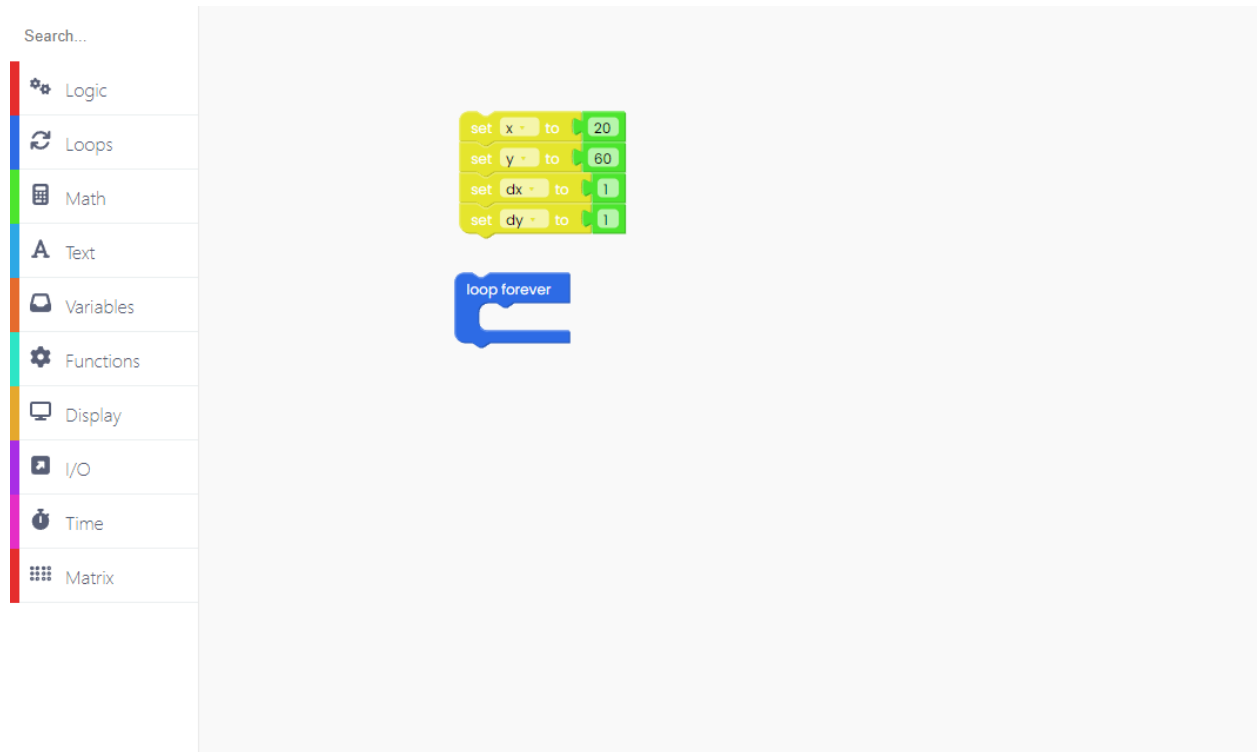 Search...
Logic
Loops
Math
Text
Variables
Functions
Display
I/O
Time
Matrix
set x to 20
set y to 60
set dx to 1
set dy to 1
loop forever